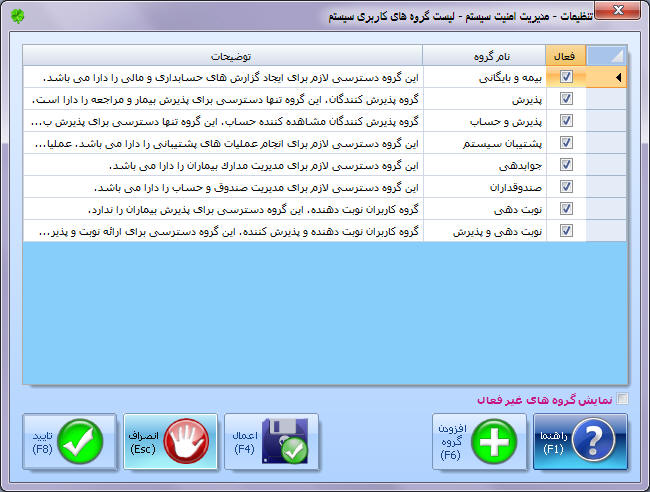 تنظیمات - مدیریت امنیت سیستم - لیست گروه های کاربری سیستم
فعال نام گروه توضیحات
بیمه و بایگانی این گروه دسترسی لازم برای ایجاد گزارش های حسابداری و مالی را دارا می باشد.
پذیرش گروه پذیرش کنندگان. این گروه تنها دسترسی برای پذیرش بیمار و مراجعه را دارا است.
پذیرش و حساب گروه پذیرش کنندگان مشاهده کننده حساب. این گروه تنها دسترسی برای پذیرش ب...
پشتیبان سیستم این گروه دسترسی لازم برای انجام عملیات های پشتیبانی را دارا می باشد. عملیا...
جوابدهی این گروه دسترسی لازم برای مدیریت مدارك بیماران را دارا می باشد.
صندوقداران این گروه دسترسی لازم برای مدیریت صندوق و حساب را دارا می باشد.
نوبت دهی گروه کاربران نوبت دهنده. این گروه دسترسی برای پذیرش بیماران را ندارد.
نوبت دهی و پذیرش گروه کاربران نوبت دهنده و پذیرش کننده. این گروه دسترسی برای ارائه نوبت و پذیر...
نمایش گروه های غیر فعال
راهنما
(F1)
افزودن
گروه
(F6)
اعمال
(F4)
انصراف
(Esc)
تایید
(F8)